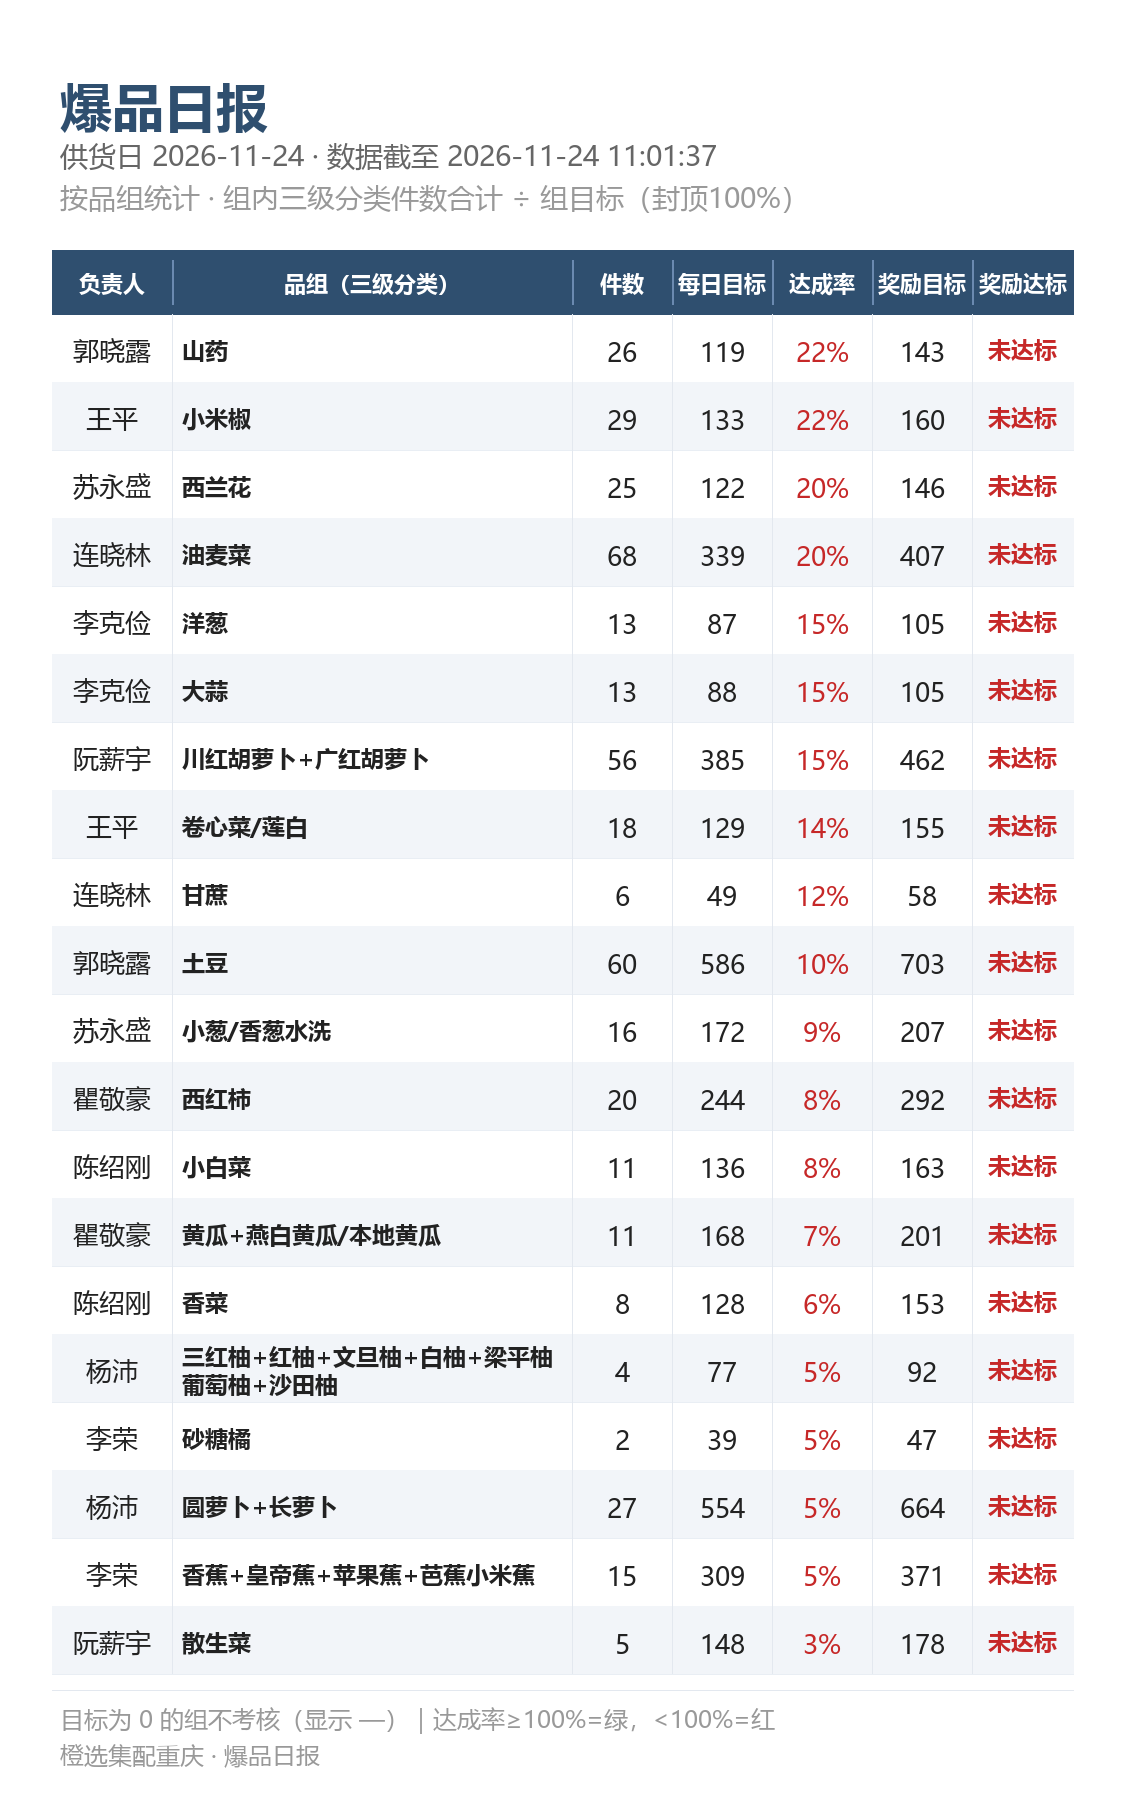 爆品日报
供货日 2026-11-24 · 数据截至 2026-11-24 11:01:37
按品组统计 · 组内三级分类件数合计 ÷ 组目标（封顶100%）
负责人 品组（三级分类） 件数 每日目标 达成率 奖励目标 奖励达标
郭晓露 山药 26 119 22% 143 未达标
王平 小米椒 29 133 22% 160 未达标
苏永盛 西兰花 25 122 20% 146 未达标
连晓林 油麦菜 68 339 20% 407 未达标
李克俭 洋葱 13 87 15% 105 未达标
李克俭 大蒜 13 88 15% 105 未达标
阮薪宇 川红胡萝卜+广红胡萝卜 56 385 15% 462 未达标
王平 卷心菜/莲白 18 129 14% 155 未达标
连晓林 甘蔗 6 49 12% 58 未达标
郭晓露 土豆 60 586 10% 703 未达标
苏永盛 小葱/香葱水洗 16 172 9% 207 未达标
瞿敬豪 西红柿 20 244 8% 292 未达标
陈绍刚 小白菜 11 136 8% 163 未达标
瞿敬豪 黄瓜+燕白黄瓜/本地黄瓜 11 168 7% 201 未达标
陈绍刚 香菜 8 128 6% 153 未达标
杨沛 三红柚+红柚+文旦柚+白柚+梁平柚 4 77 5% 92 未达标
葡萄柚+沙田柚
李荣 砂糖橘 2 39 5% 47 未达标
杨沛 圆萝卜+长萝卜 27 554 5% 664 未达标
李荣 香蕉+皇帝蕉+苹果蕉+芭蕉小米蕉 15 309 5% 371 未达标
阮薪宇 散生菜 5 148 3% 178 未达标
目标为 0 的组不考核（显示 —）｜达成率≥100%=绿，<100%=红
橙选集配重庆 · 爆品日报